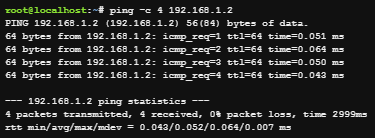 root@localhost:~# ping -c 4 192.168.1.2
PING 192.168.1.2 (192.168.1.2) 56(84) bytes of data.
64 bytes from 192.168.1.2: icmp_req=1 ttl=64 time=0.051 ms
64 bytes from 192.168.1.2: icmp_req=2 ttl=64 time=0.064 ms
64 bytes from 192.168.1.2: icmp_req=3 ttl=64 time=0.050 ms
64 bytes from 192.168.1.2: icmp_req=4 ttl=64 time=0.043 ms

--- 192.168.1.2 ping statistics ---
4 packets transmitted, 4 received, 0% packet loss, time 2999ms
rtt min/avg/max/mdev = 0.043/0.052/0.064/0.007 ms